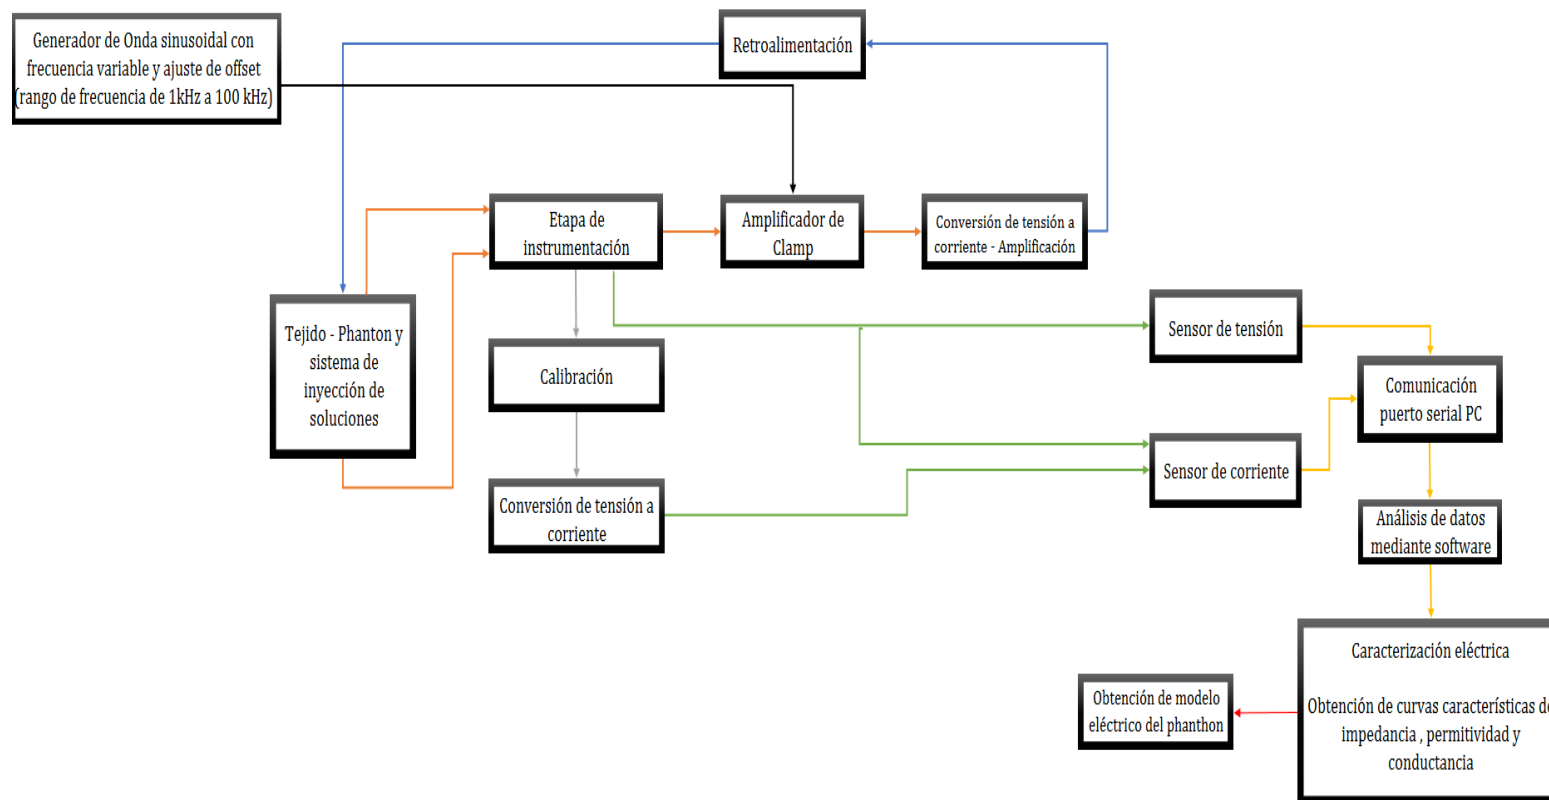 Generador de Onda sinusoidal con
frecuencia variable y ajuste de offset
(rango de frecuencia de 1kHz a 100 kHz)
Retroalimentación
Etapa de
instrumentación
Amplificador de
Clamp
Conversión de tensión a
corriente - Amplificación
Tejido - Phanton y
sistema de
inyección de
soluciones
Calibración
Conversión de tensión a
corriente
Sensor de tensión
Sensor de corriente
Comunicación
puerto serial PC
Análisis de datos
mediante software
Caracterización eléctrica
Obtención de curvas características de
impedancia , permitividad y
conductancia
Obtención de modelo
eléctrico del phanthon